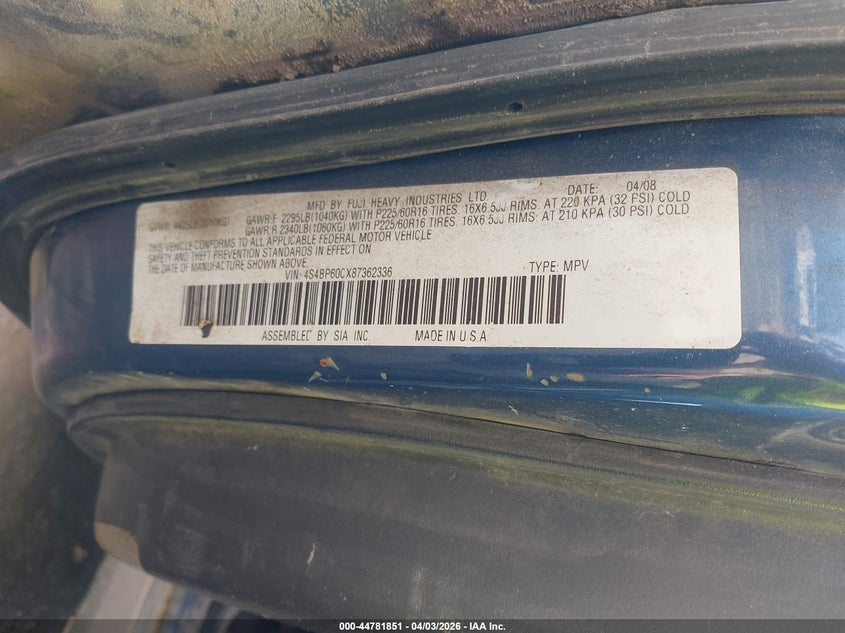 MFD BY FUJI HEAVY INDUSTRIES LTD. DATE: 04/08
GVWR: 4435LB(2010KG) GAWR:F 2295LB(1040KG) WITH P225/60R16 TIRES. 16X6.5JJ RIMS. AT 220 KPA (32 PSI) COLD
GAWR:R 2340LB(1060KG) WITH P225/60R16 TIRES. 16X6.5JJ RIMS: AT 210 KPA (30 PSI) COLD
THIS VEHICLE CONFORMS TO ALL APPLICABLE FEDERAL MOTOR VEHICLE
SAFETY AND THEFT PREVENTION STANDARDS IN EFFECT ON
THE DATE OF MANUFACTURE SHOWN ABOVE.
VIN: 4S4BP60CX87362336 TYPE: MPV
ASSEMBLED BY SIA INC. MADE IN U.S.A.
000-44781851 - 04/03/2026 - IAA Inc.